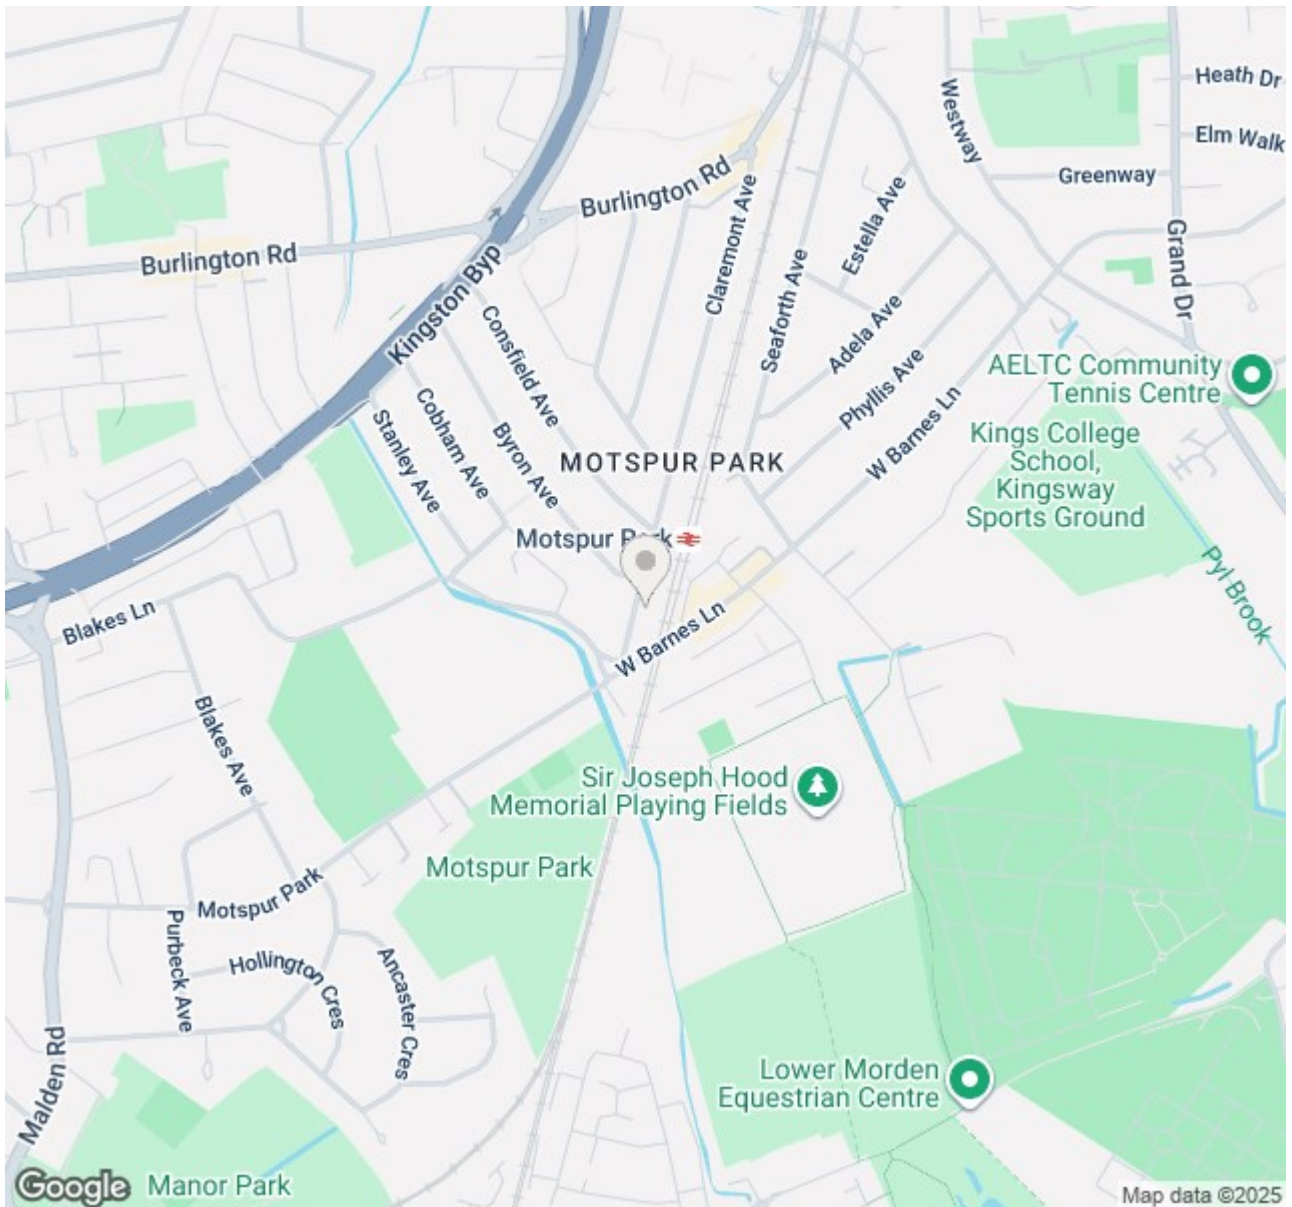 Heath Dr
Westway
Elm Walk
Burlington Rd
Greenway
Claremont Ave
Estella Ave
Grand Dr
Burlington Rd
Kingston Byp
Seaforth Ave
Consfield Ave
Adela Ave
Phyllis Ave
AELTC Community
Tennis Centre
Cobham Ave
Stanley Ave
Byron Ave
W Barnes Ln
MOTSPUR PARK
Kings College
School,
Kingsway
Sports Ground
Motspur Park
Pyl Brook
Blakes Ln
W Barnes Ln
Blakes Ave
Sir Joseph Hood
Memorial Playing Fields
Motspur Park
Motspur Park
Purbeck Ave
Hollington Cres
Ancaster Cres
Malden Rd
Lower Morden
Equestrian Centre
Manor Park
Google
Map data ©2025